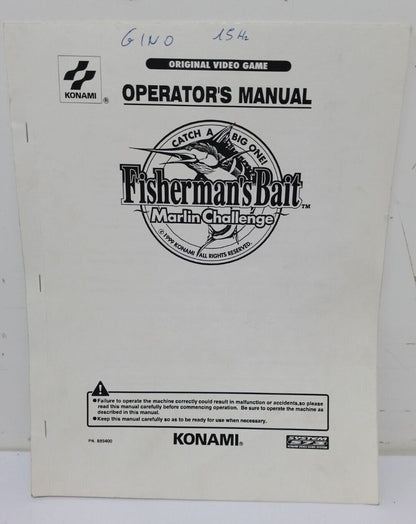 GINO 15Hz
ORIGINAL VIDEO GAME
KONAMI ®
OPERATOR'S MANUAL
CATCH A BIG ONE!
Fisherman's Bait ™
Marlin Challenge
© 1999 KONAMI ALL RIGHTS RESERVED.
●Failure to operate the machine correctly could result in malfunction or accidents,so please
read this manual carefully before commencing operation. Be sure to operate the machine as
described in this manual.
●Keep this manual carefully so as to be ready for use when necessary.
KONAMI®
SYSTEM
573